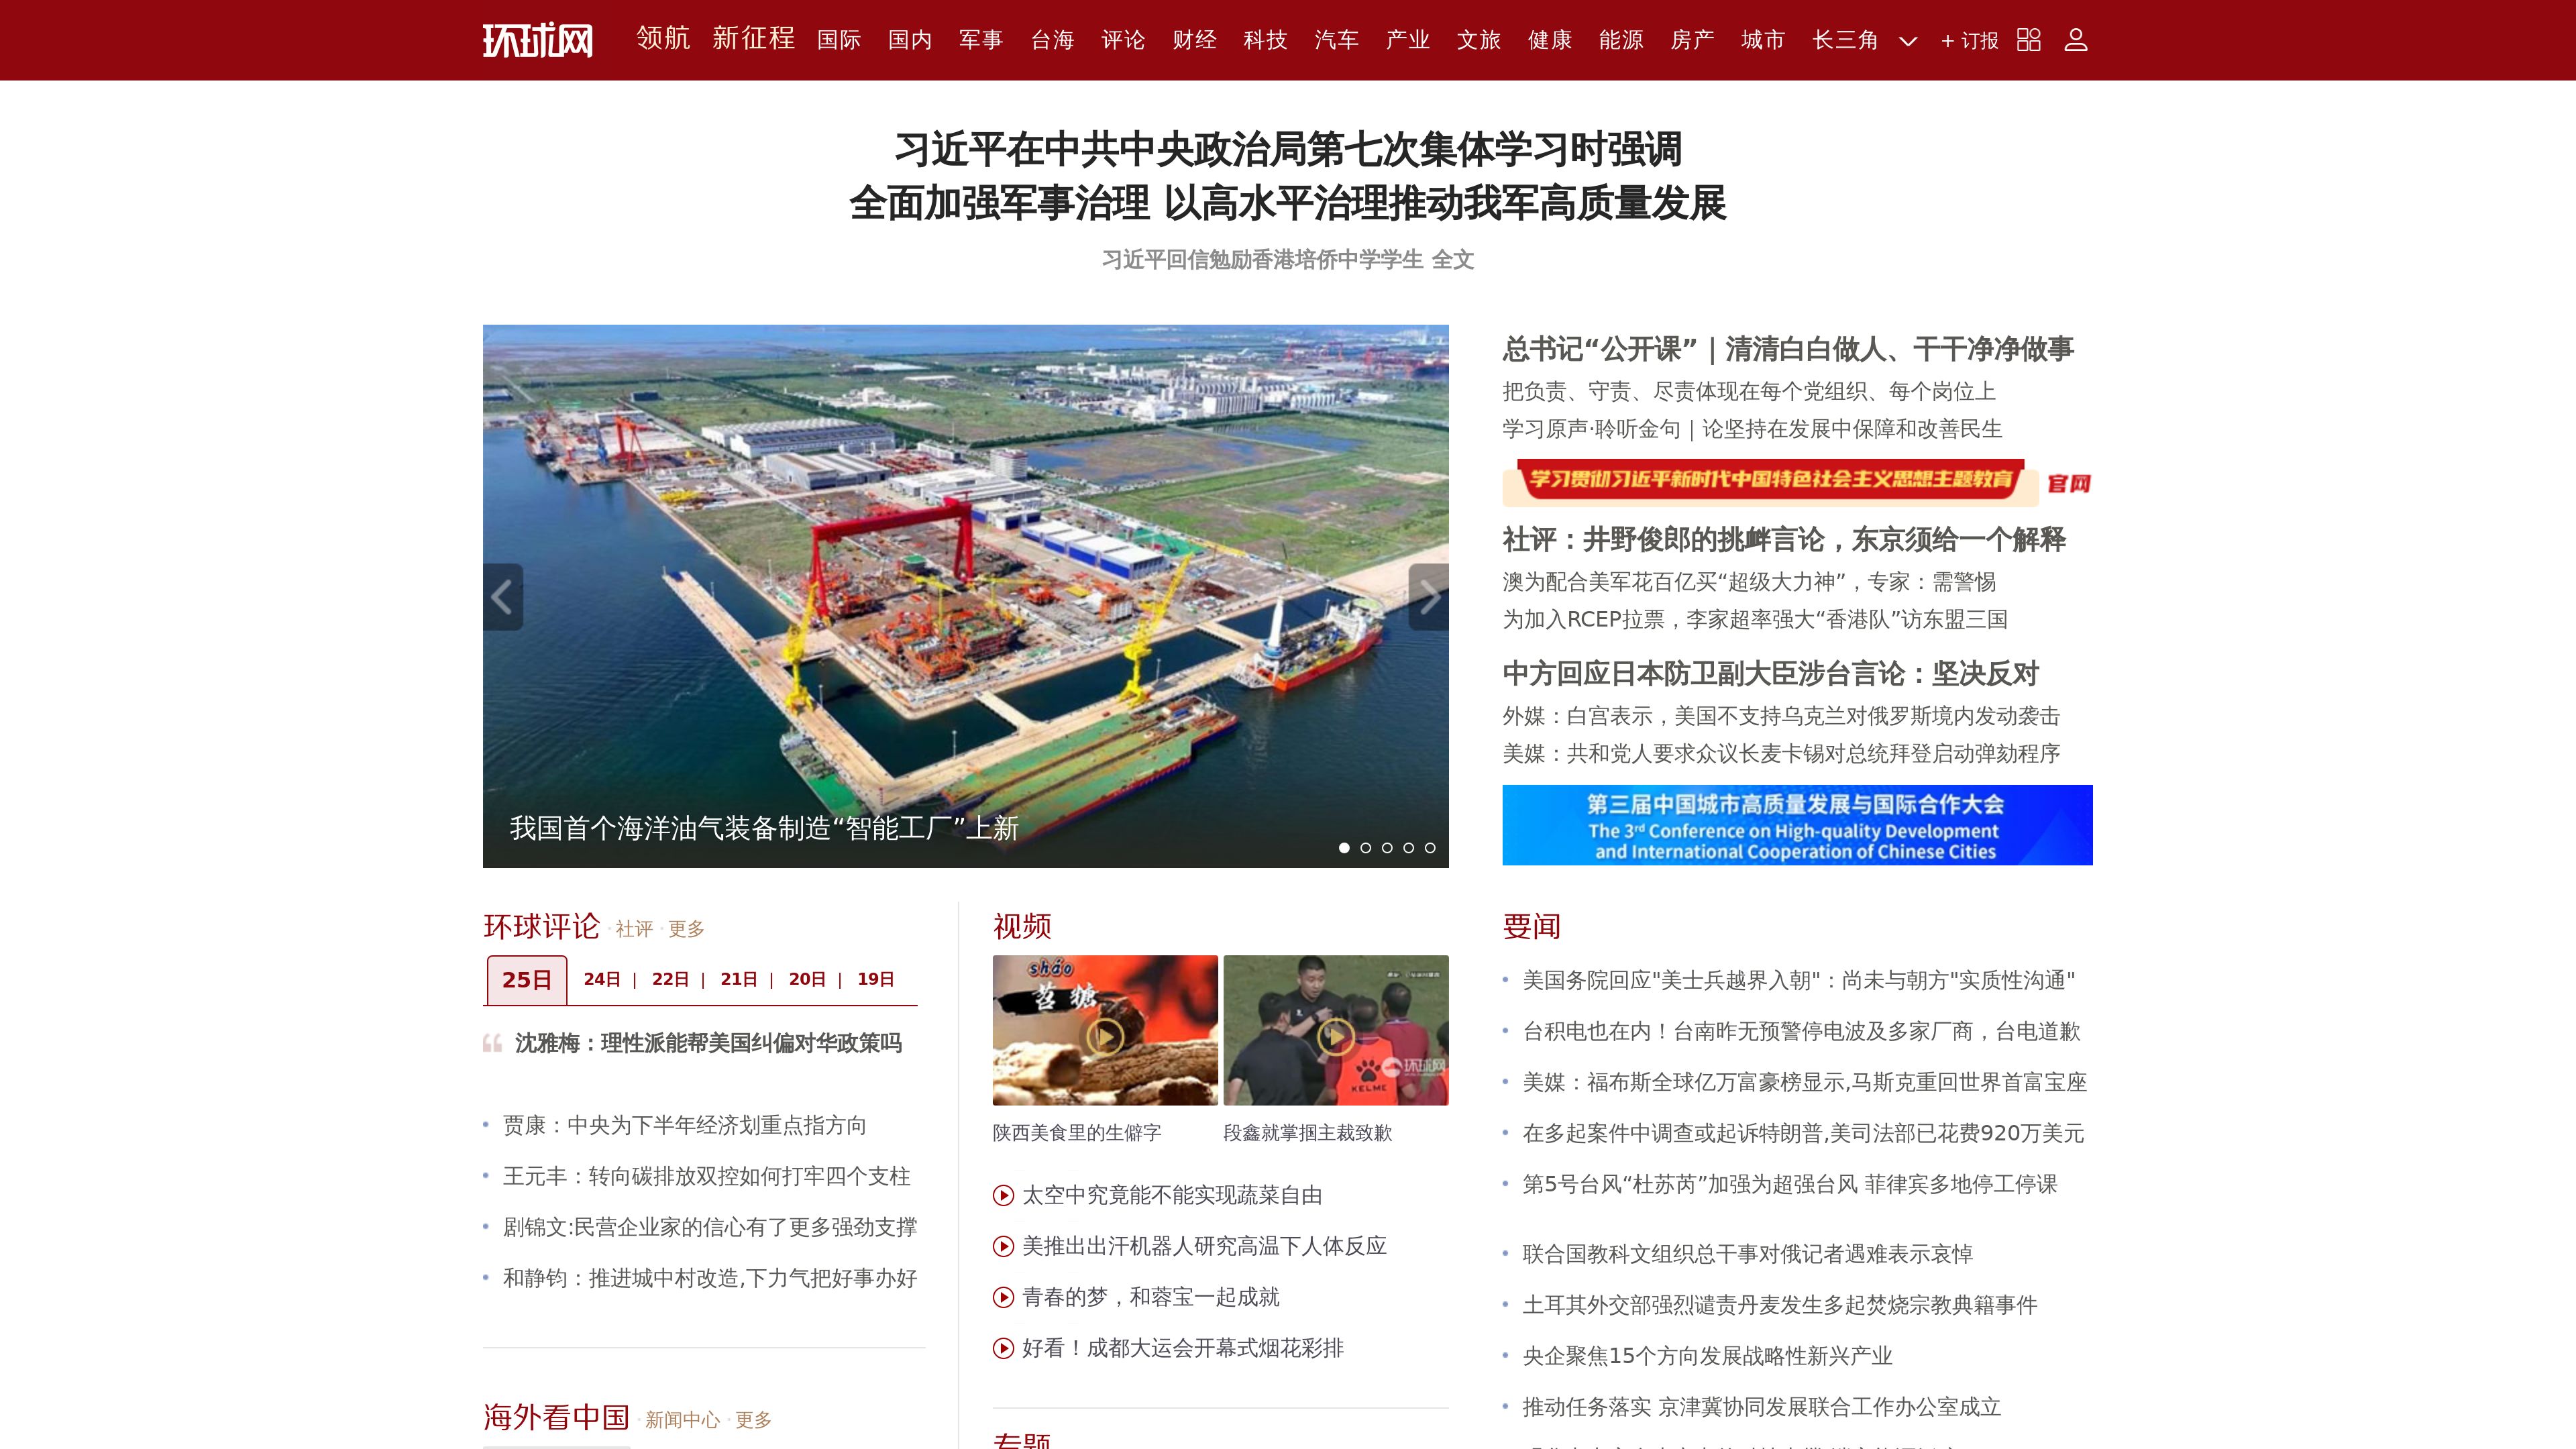 环球网 领航 新征程 国际 国内 军事 台海 评论 财经 科技 汽车 产业 文旅 健康 能源 房产 城市 长三角 + 订报
习近平在中共中央政治局第七次集体学习时强调
全面加强军事治理 以高水平治理推动我军高质量发展
习近平回信勉励香港培侨中学学生 全文
我国首个海洋油气装备制造“智能工厂”上新
总书记“公开课”｜清清白白做人、干干净净做事
把负责、守责、尽责体现在每个党组织、每个岗位上
学习原声·聆听金句｜论坚持在发展中保障和改善民生
学习贯彻习近平新时代中国特色社会主义思想主题教育 官网
社评：井野俊郎的挑衅言论，东京须给一个解释
澳为配合美军花百亿买“超级大力神”，专家：需警惕
为加入RCEP拉票，李家超率强大“香港队”访东盟三国
中方回应日本防卫副大臣涉台言论：坚决反对
外媒：白宫表示，美国不支持乌克兰对俄罗斯境内发动袭击
美媒：共和党人要求众议长麦卡锡对总统拜登启动弹劾程序
第三届中国城市高质量发展与国际合作大会
The 3rd Conference on High-quality Development
and International Cooperation of Chinese Cities
环球评论 ·社评 ·更多
25日 24日 | 22日 | 21日 | 20日 | 19日
沈雅梅：理性派能帮美国纠偏对华政策吗
贾康：中央为下半年经济划重点指方向
王元丰：转向碳排放双控如何打牢四个支柱
剧锦文:民营企业家的信心有了更多强劲支撑
和静钧：推进城中村改造,下力气把好事办好
海外看中国 ·新闻中心 ·更多
视频
sháo
苕糖
环球网
KELME
陕西美食里的生僻字
段鑫就掌掴主裁致歉
太空中究竟能不能实现蔬菜自由
美推出出汗机器人研究高温下人体反应
青春的梦，和蓉宝一起成就
好看！成都大运会开幕式烟花彩排
专题
要闻
美国务院回应"美士兵越界入朝"：尚未与朝方"实质性沟通"
台积电也在内！台南昨无预警停电波及多家厂商，台电道歉
美媒：福布斯全球亿万富豪榜显示,马斯克重回世界首富宝座
在多起案件中调查或起诉特朗普,美司法部已花费920万美元
第5号台风“杜苏芮”加强为超强台风 菲律宾多地停工停课
联合国教科文组织总干事对俄记者遇难表示哀悼
土耳其外交部强烈谴责丹麦发生多起焚烧宗教典籍事件
央企聚焦15个方向发展战略性新兴产业
推动任务落实 京津冀协同发展联合工作办公室成立